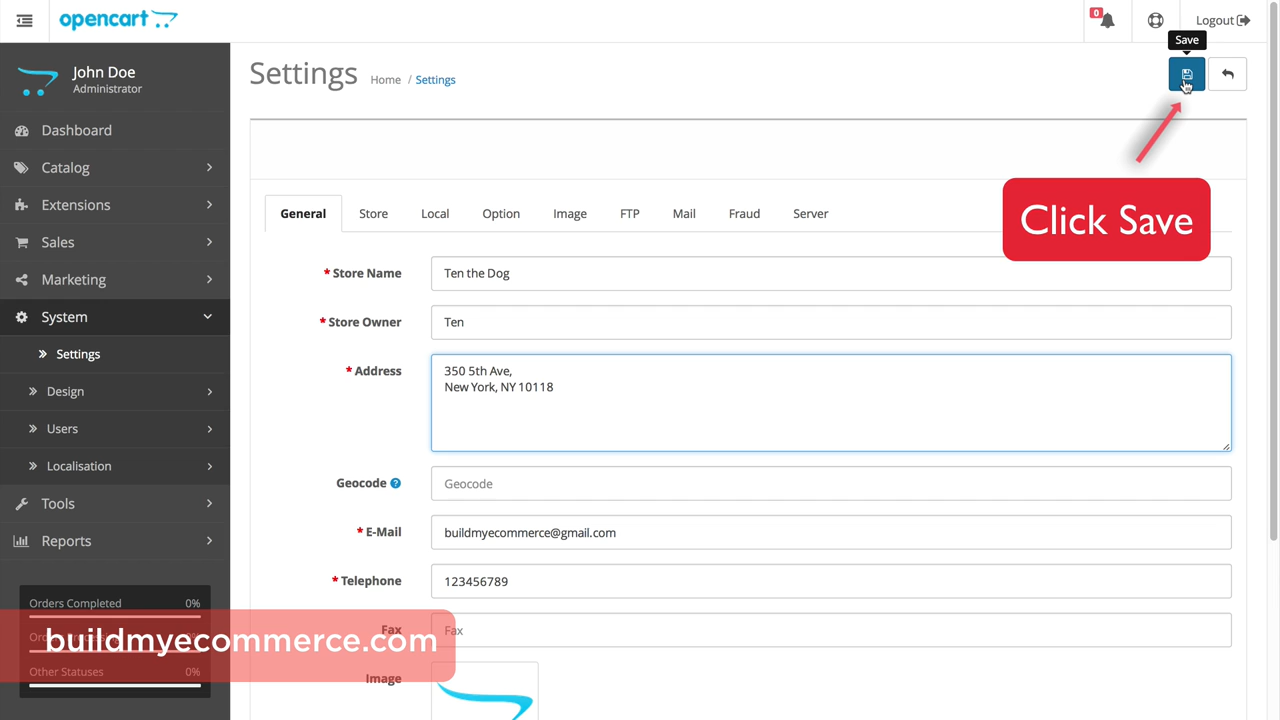 opencart
0
Logout
Save
John Doe
Administrator
Settings
Home / Settings
Dashboard
Catalog
Extensions
Sales
Marketing
System
Settings
Design
Users
Localisation
Tools
Reports
Orders Completed 0%
Other Statuses 0%
General Store Local Option Image FTP Mail Fraud Server
Click Save
* Store Name Ten the Dog
* Store Owner Ten
* Address 350 5th Ave,
New York, NY 10118
Geocode ? Geocode
* E-Mail buildmyecommerce@gmail.com
* Telephone 123456789
Fax Fax
Image
buildmyecommerce.com